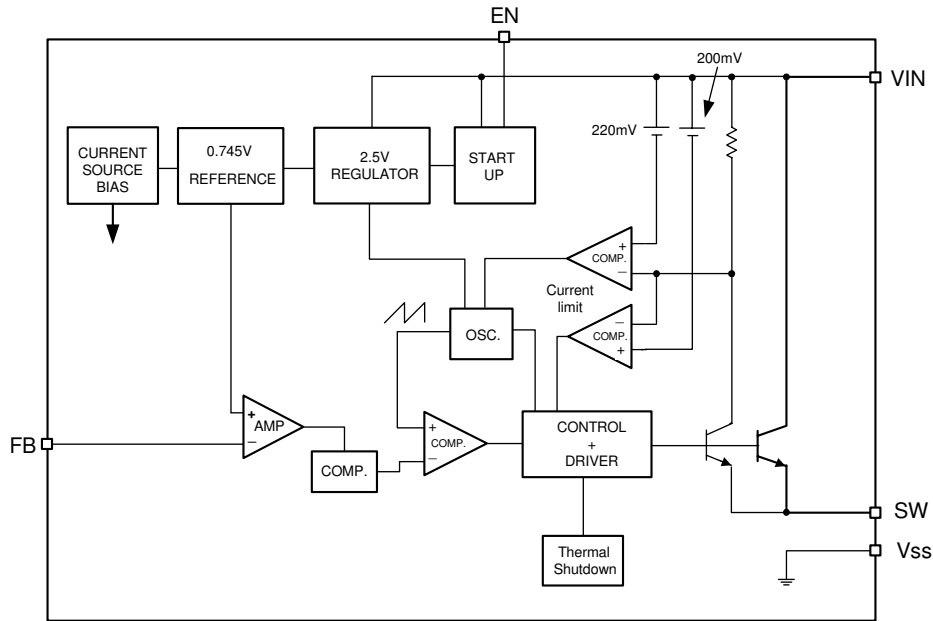 EN
200mV
VIN
220mV
CURRENT
SOURCE
BIAS
0.745V
REFERENCE
2.5V
REGULATOR
START
UP
+
COMP.
−
Current
limit
−
COMP.
+
OSC.
+
AMP
−
FB
COMP.
+
COMP.
−
CONTROL
+
DRIVER
SW
Vss
Thermal
Shutdown